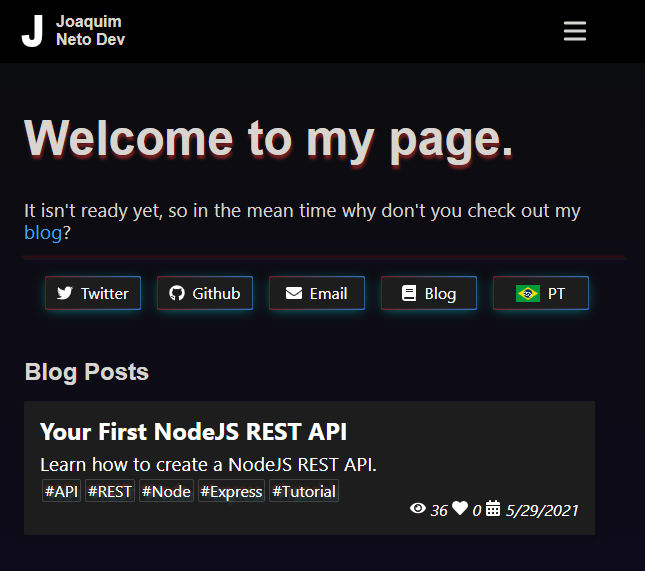 J Joaquim
Neto Dev
Welcome to my page.
It isn't ready yet, so in the mean time why don't you check out my
blog?
Twitter Github Email Blog PT
Blog Posts
Your First NodeJS REST API
Learn how to create a NodeJS REST API.
#API #REST #Node #Express #Tutorial
36 0 5/29/2021